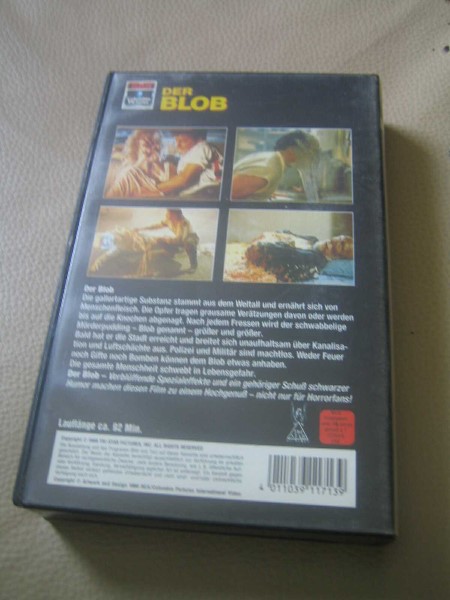 DER
BLOB
Der Blob
Die gallertartige Substanz stammt aus dem Weltall und ernährt sich von
Menschenfleisch. Die Opfer tragen grausame Verätzungen davon oder werden
bis auf die Knochen abgenagt. Nach jedem Fressen wird der schwabbelige
Mörderpudding – Blob genannt – größer und größer.
Bald hat er die Stadt erreicht und breitet sich unaufhaltsam über Kanalisa-
tion und Luftschächte aus. Polizei und Militär sind machtlos. Weder Feuer
noch Gifte noch Bomben können dem Blob etwas anhaben.
Die gesamte Menschheit schwebt in Lebensgefahr.
Der Blob – Verblüffende Spezialeffekte und ein gehöriger Schuß schwarzer
Humor machen diesen Film zu einem Hochgenuß – nicht nur für Horrorfans!
Lauflänge ca. 92 Min.
4 011039 117139